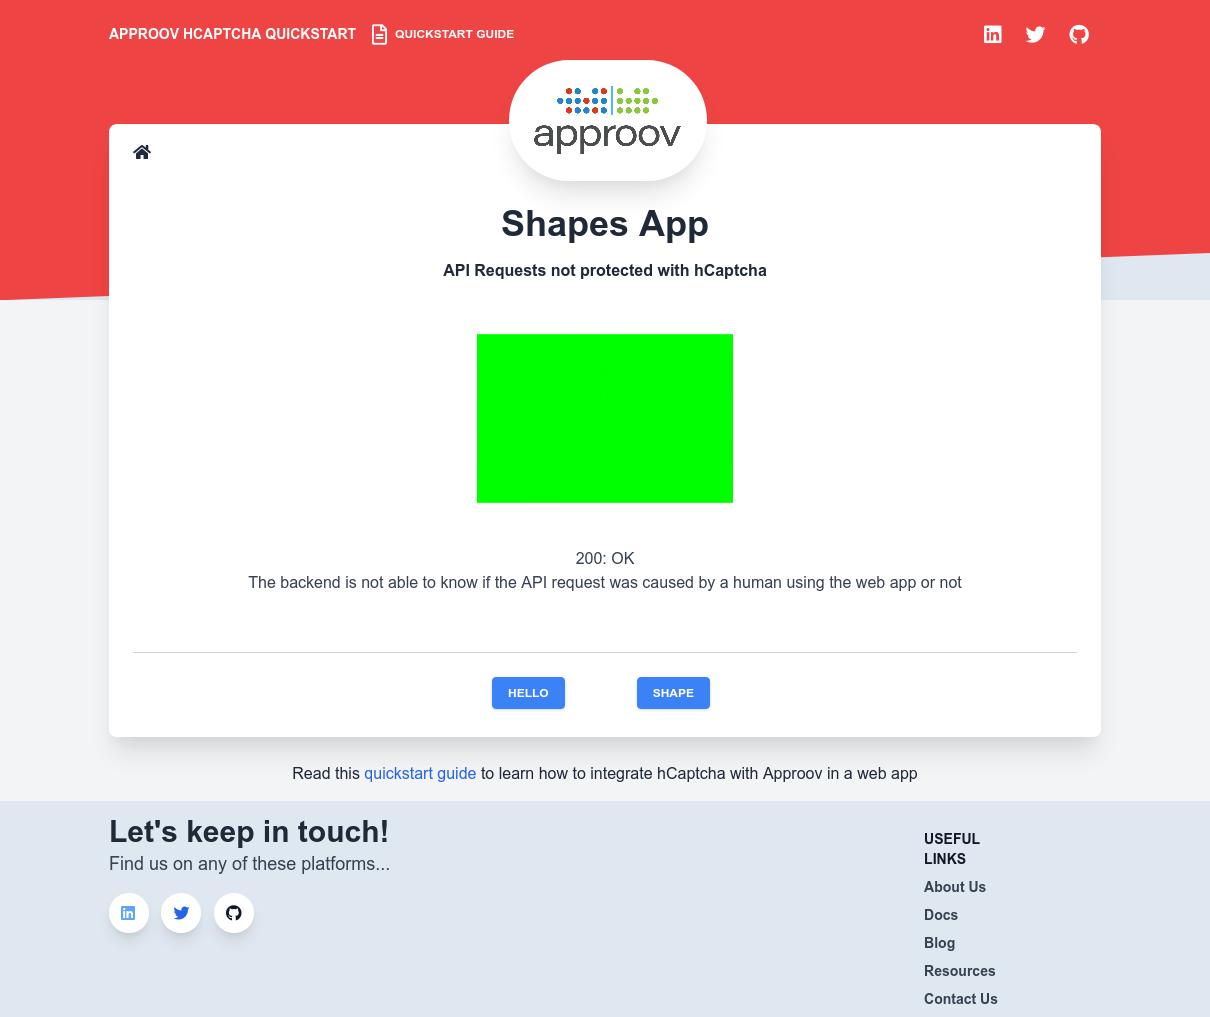 APPROOV HCAPTCHA QUICKSTART QUICKSTART GUIDE
approov
Shapes App
API Requests not protected with hCaptcha
200: OK
The backend is not able to know if the API request was caused by a human using the web app or not
HELLO SHAPE
Read this quickstart guide to learn how to integrate hCaptcha with Approov in a web app
Let's keep in touch!
Find us on any of these platforms...
USEFUL
LINKS
About Us
Docs
Blog
Resources
Contact Us